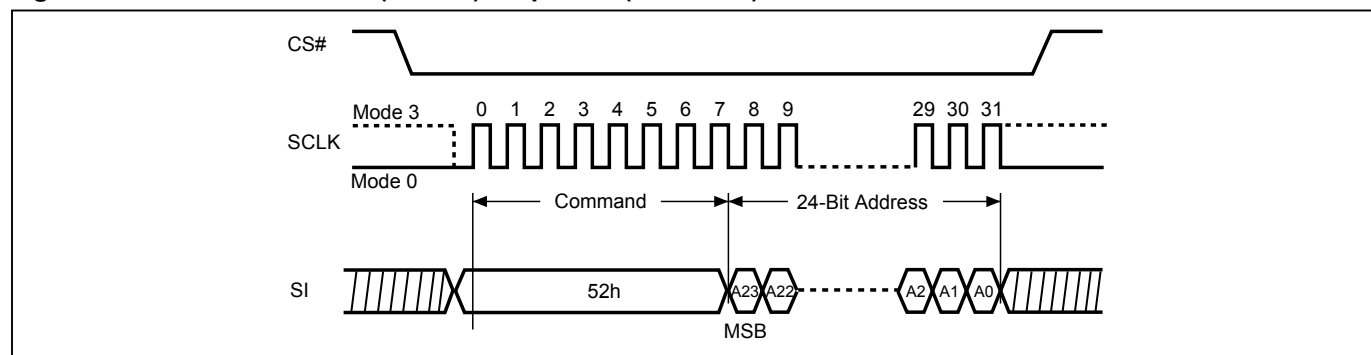 CS#
Mode 3
0 1 2 3 4 5 6 7 8 9 29 30 31
SCLK
Mode 0
Command
24-Bit Address
SI
52h
A23 A22 A2 A1 A0
MSB